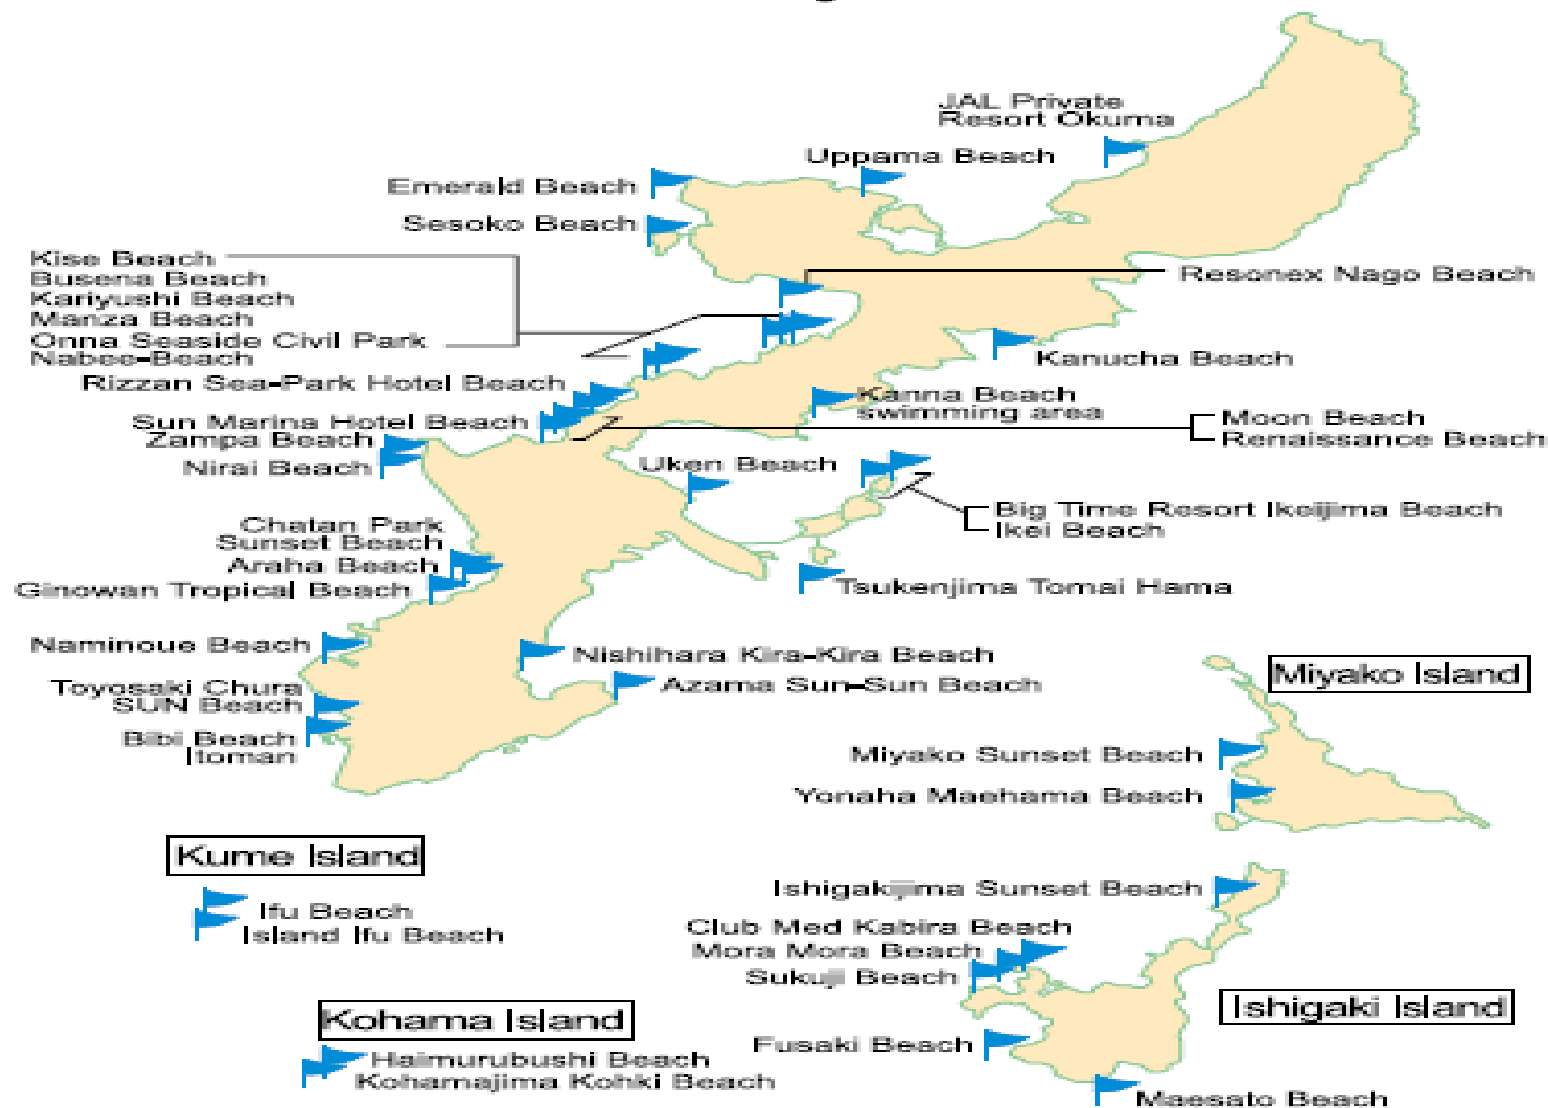 JAL Private
Resort Okuma
Uppama Beach
Emerald Beach
Sesoko Beach
Kise Beach
Busena Beach
Kariyushi Beach
Manza Beach
Onna Seaside Civil Park
Nabee-Beach
Resonex Nago Beach
Kanucha Beach
Rizzan Sea-Park Hotel Beach
Kanna Beach
swimming area
Sun Marina Hotel Beach
Moon Beach
Renaissance Beach
Zampa Beach
Nirai Beach
Uken Beach
Big Time Resort Ikeijima Beach
Ikei Beach
Chatan Park
Sunset Beach
Araha Beach
Ginowan Tropical Beach
Tsukenjima Tomai Hama
Naminoue Beach
Nishihara Kira-Kira Beach
Azama Sun-Sun Beach
Toyosaki Chura
SUN Beach
Bibi Beach
Itoman
Miyako Island
Miyako Sunset Beach
Yonaha Maehama Beach
Kume Island
Ifu Beach
Island Ifu Beach
Ishigakijima Sunset Beach
Club Med Kabira Beach
Mora Mora Beach
Sukuji Beach
Ishigaki Island
Kohama Island
Haimurubushi Beach
Kohamajima Kohki Beach
Fusaki Beach
Maesato Beach